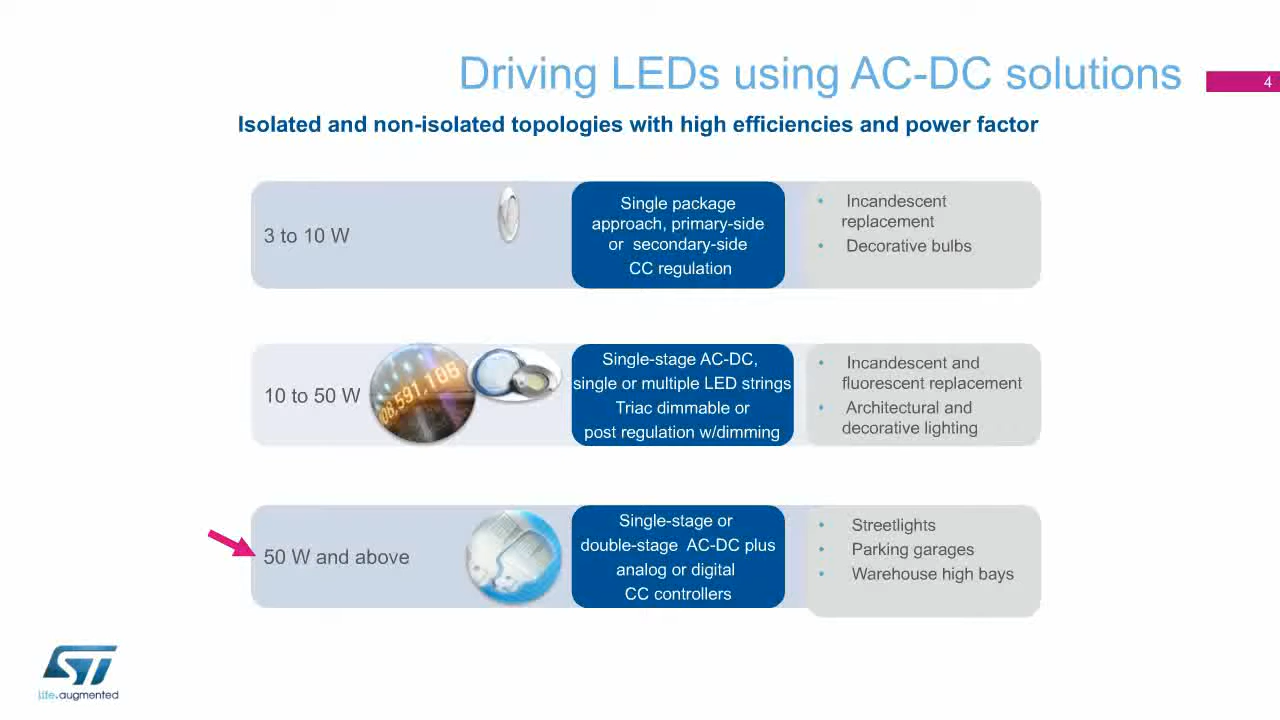 Driving LEDs using AC-DC solutions
4
Isolated and non-isolated topologies with high efficiencies and power factor
3 to 10 W
Single package
approach, primary-side
or secondary-side
CC regulation
• Incandescent
replacement
• Decorative bulbs
10 to 50 W
08,591,10B
Single-stage AC-DC,
single or multiple LED strings
Triac dimmable or
post regulation w/dimming
• Incandescent and
fluorescent replacement
• Architectural and
decorative lighting
50 W and above
Single-stage or
double-stage AC-DC plus
analog or digital
CC controllers
• Streetlights
• Parking garages
• Warehouse high bays
ST
life.augmented